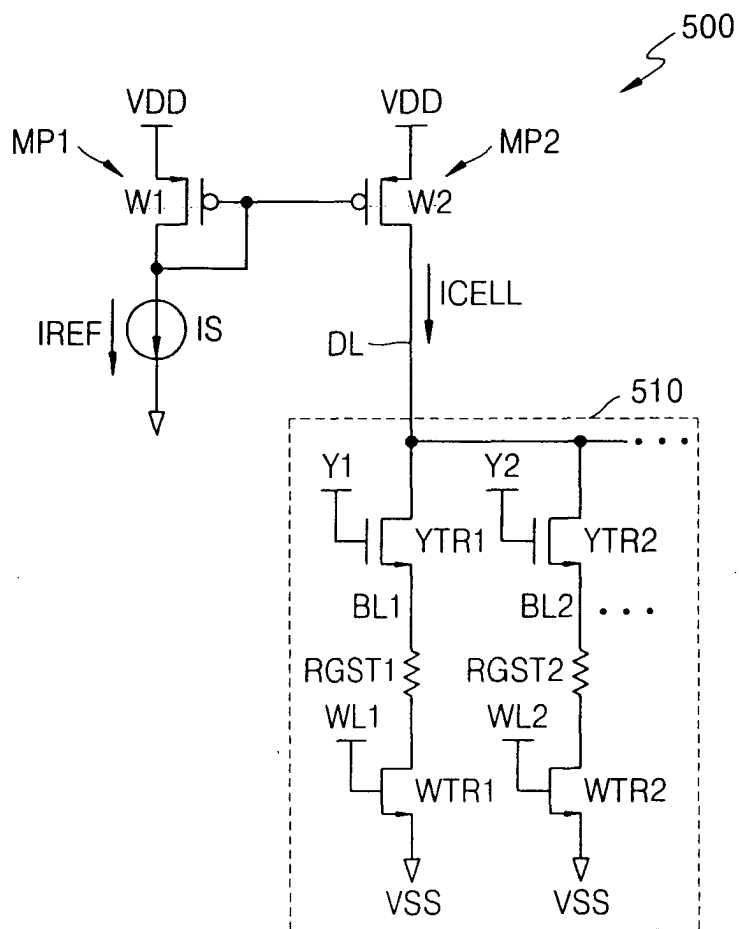 500
VDD
VDD
MP1
MP2
W1
W2
ICELL
IREF
IS
DL
510
Y1
Y2
YTR1
YTR2
BL1
BL2
RGST1
RGST2
WL1
WL2
WTR1
WTR2
VSS
VSS